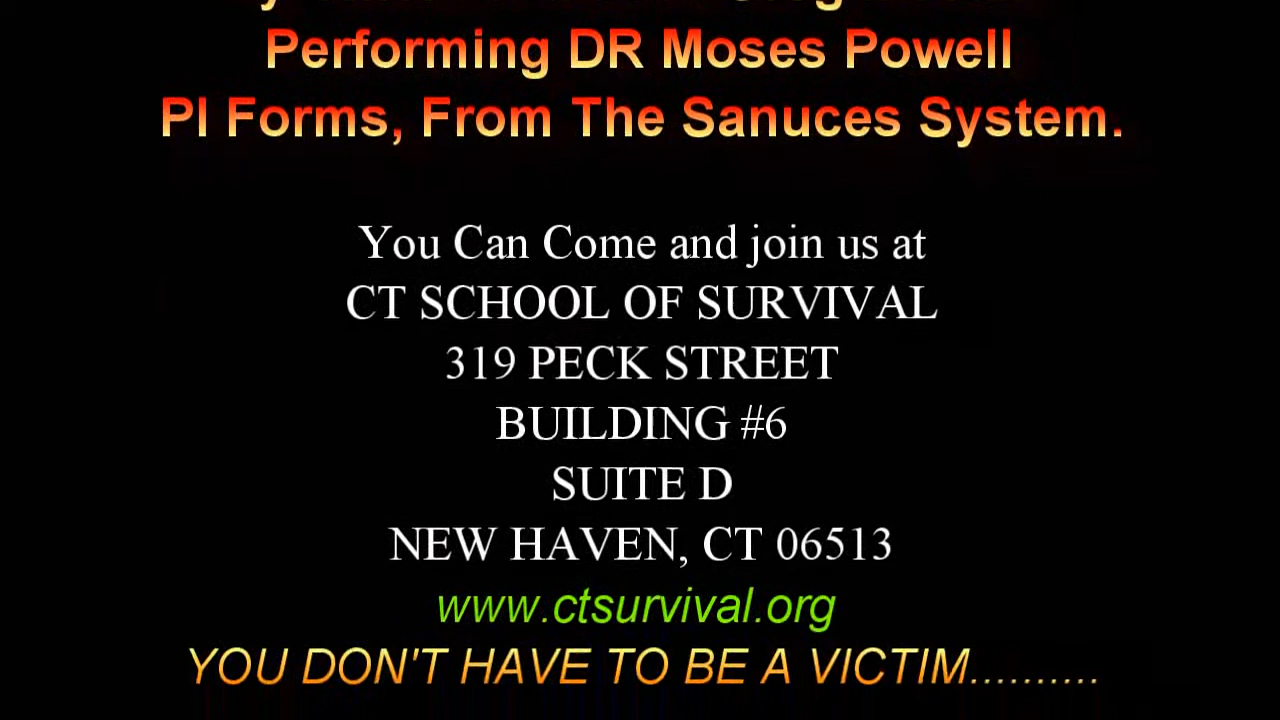 Performing DR Moses Powell
PI Forms, From The Sanuces System.
You Can Come and join us at
CT SCHOOL OF SURVIVAL
319 PECK STREET
BUILDING #6
SUITE D
NEW HAVEN, CT 06513
www.ctsurvival.org
YOU DON'T HAVE TO BE A VICTIM..........